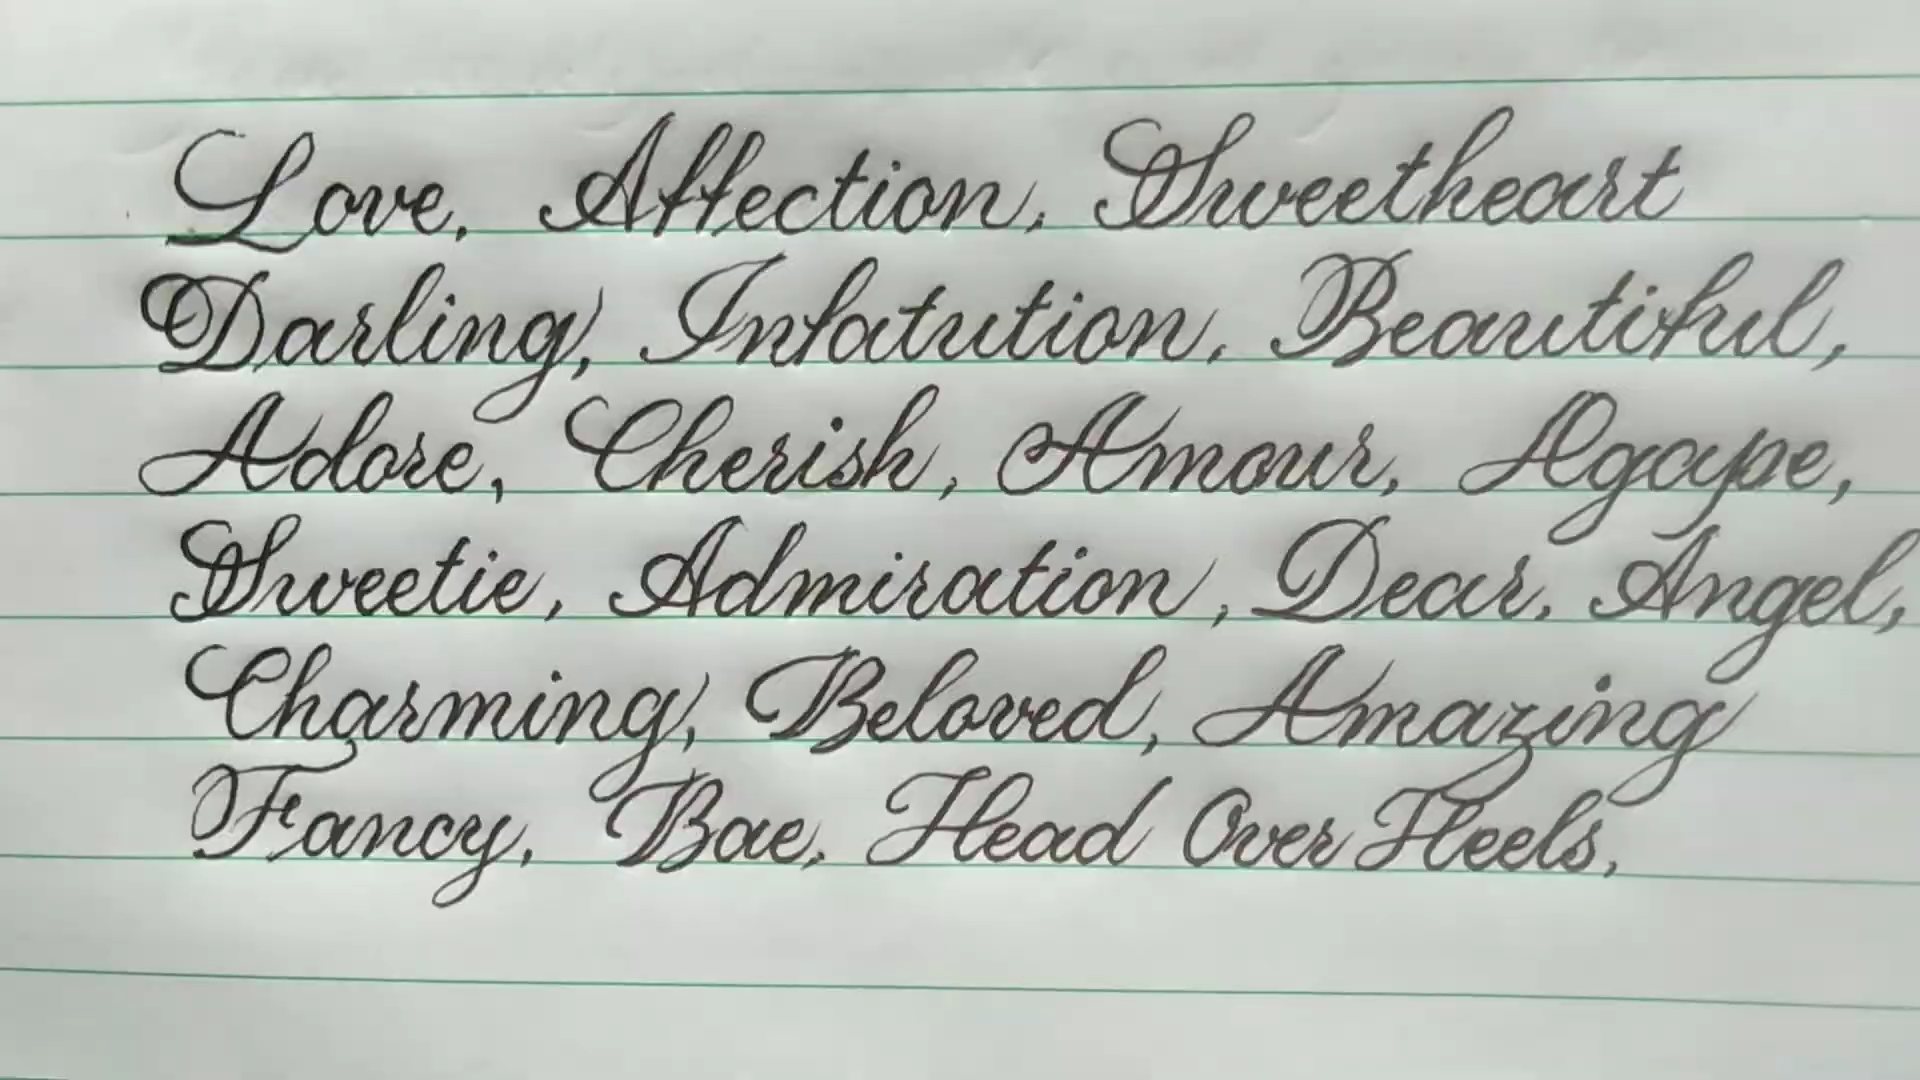 Love, Affection, Sweetheart
Darling, Infatution, Beautiful,
Adore, Cherish, Amour, Agape,
Sweetie, Admiration, Dear, Angel,
Charming, Beloved, Amazing
Fancy, Bae, Head Over Heels,